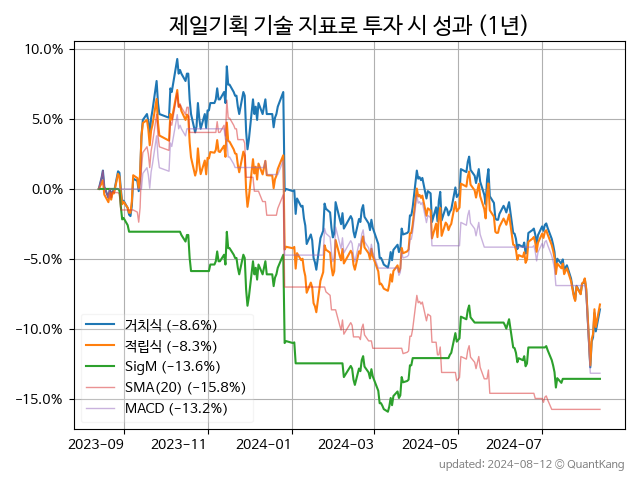 제일기획 기술 지표로 투자 시 성과 (1년)
10.0%
5.0%
0.0%
−5.0%
−10.0%
−15.0%
거치식 (−8.6%)
적립식 (−8.3%)
SigM (−13.6%)
SMA(20) (−15.8%)
MACD (−13.2%)
2023-09 2023-11 2024-01 2024-03 2024-05 2024-07
updated: 2024-08-12 © QuantKang